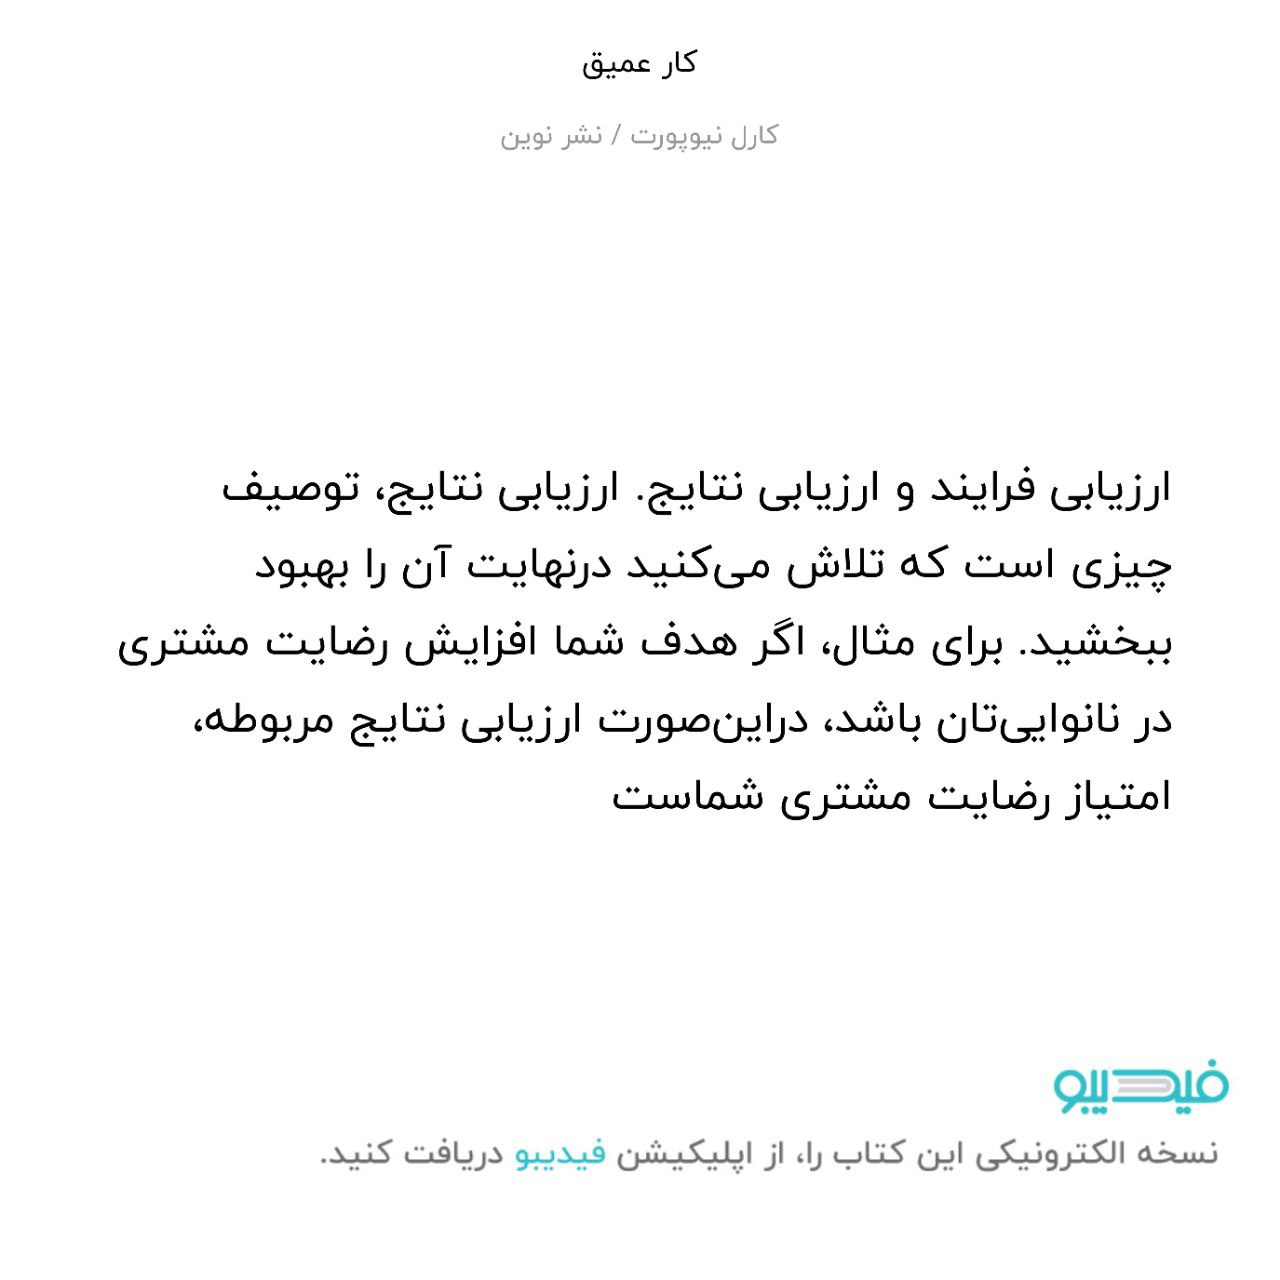 کار عمیق
کارل نیوپورت / نشر نوین
ارزیابی فرایند و ارزیابی نتایج. ارزیابی نتایج، توصیف
چیزی است که تلاش می‌کنید درنهایت آن را بهبود
ببخشید. برای مثال، اگر هدف شما افزایش رضایت مشتری
در نانوایی‌تان باشد، دراین‌صورت ارزیابی نتایج مربوطه،
امتیاز رضایت مشتری شماست
فیدیبو
نسخه الکترونیکی این کتاب را، از اپلیکیشن فیدیبو دریافت کنید.